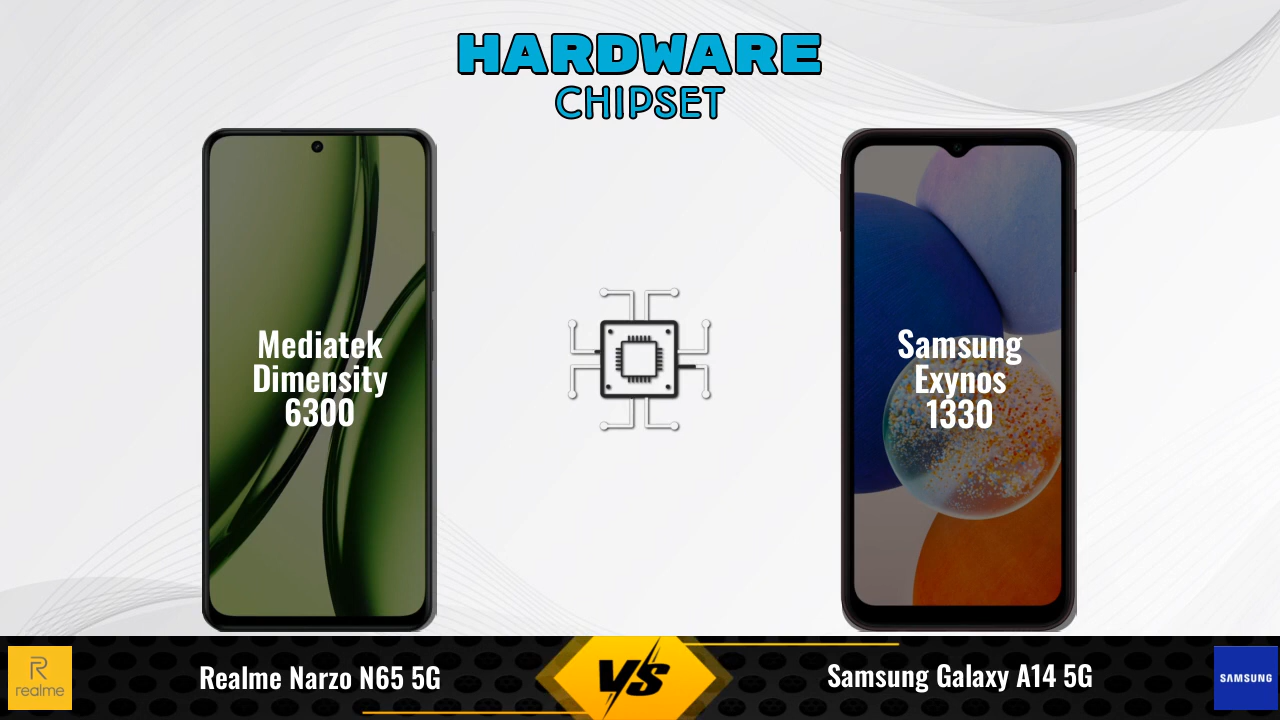 HARDWARE
CHIPSET
Mediatek
Dimensity
6300
Samsung
Exynos
1330
realme
Realme Narzo N65 5G
VS
Samsung Galaxy A14 5G
SAMSUNG